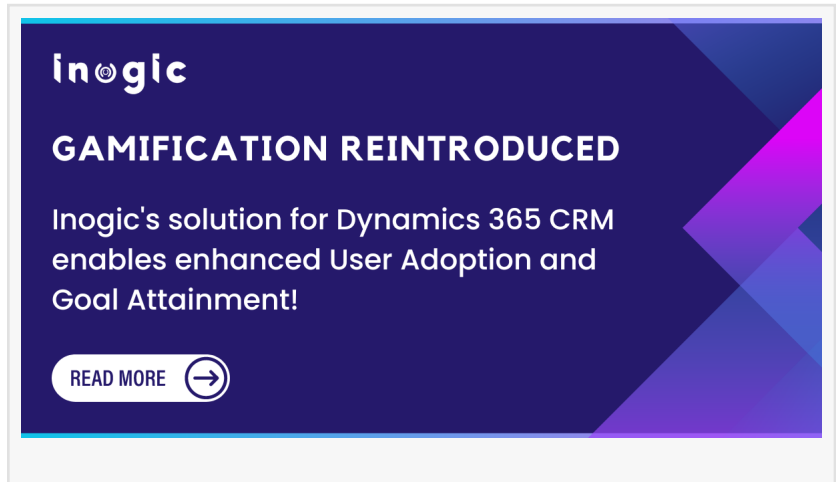 inogic
GAMIFICATION REINTRODUCED
Inogic's solution for Dynamics 365 CRM
enables enhanced User Adoption and
Goal Attainment!
READ MORE